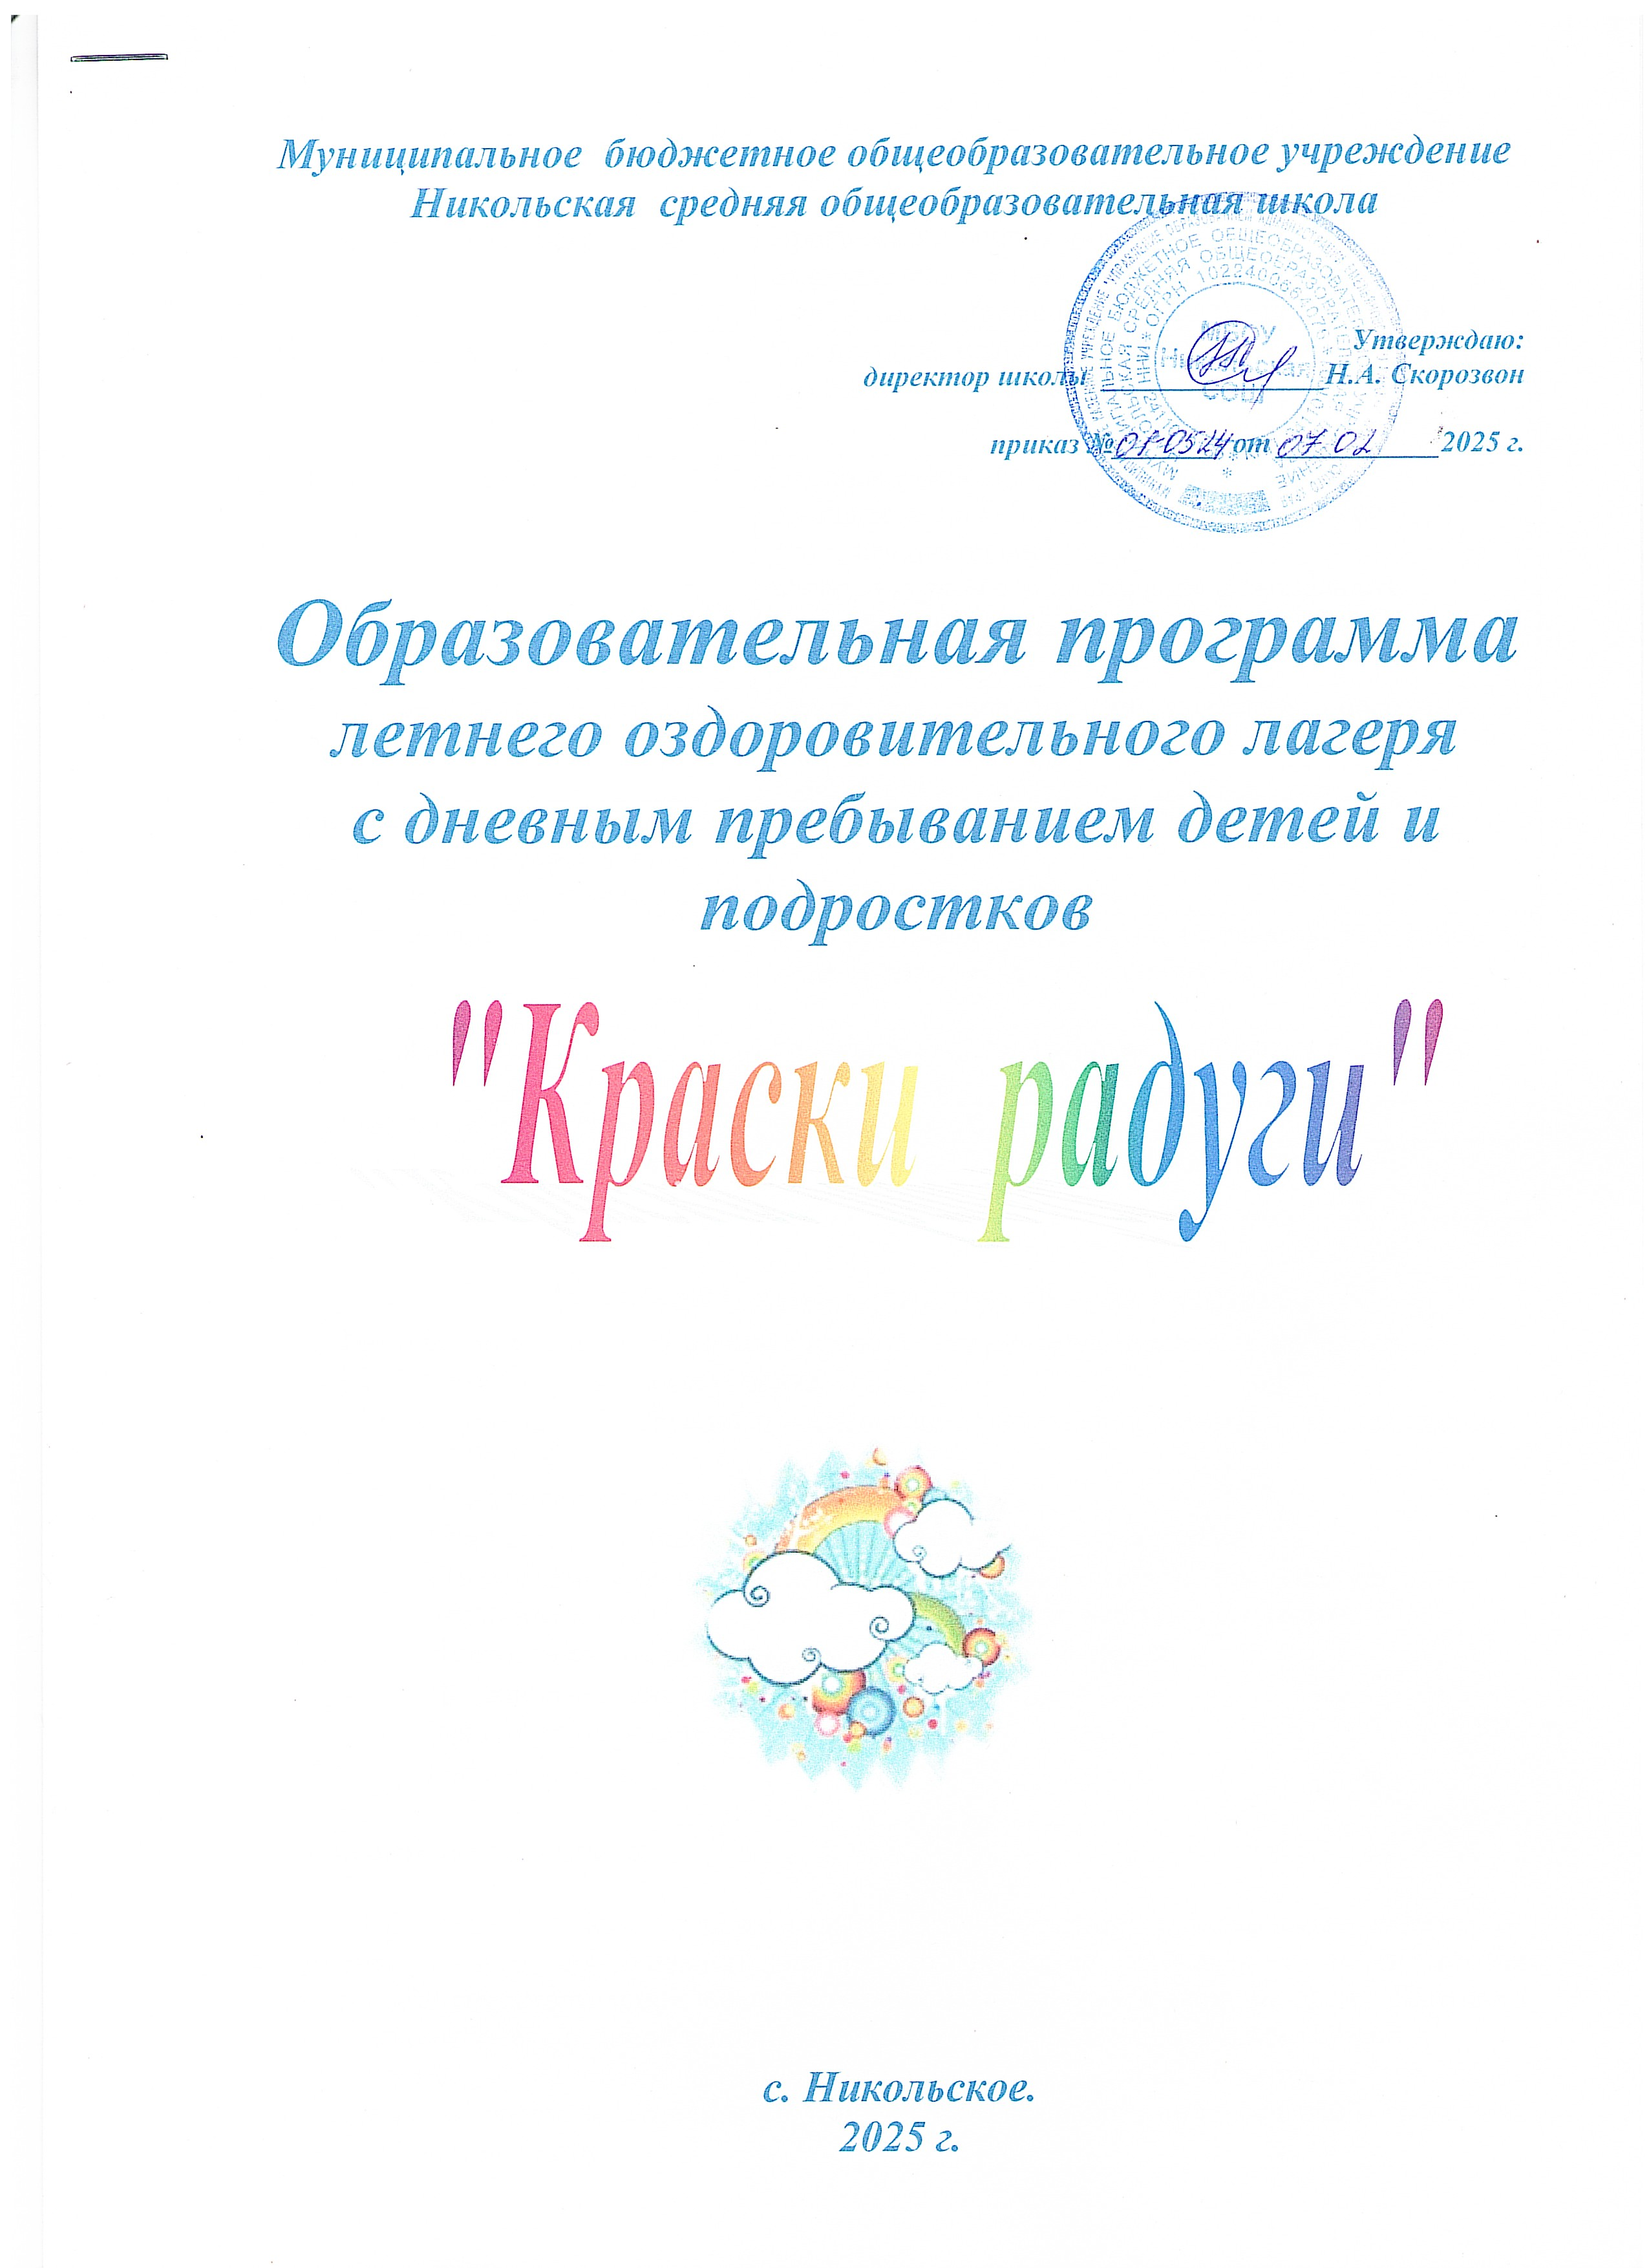 Муниципальное бюджетное общеобразовательное учреждение
Никольская средняя общеобразовательная школа
Утверждаю:
директор школы Н.А. Скорозвон
приказ № 01-05 24 от 07 02 2025 г.
Образовательная программа
летнего оздоровительного лагеря
с дневным пребыванием детей и
подростков
"Краски радуги"
с. Никольское.
2025 г.